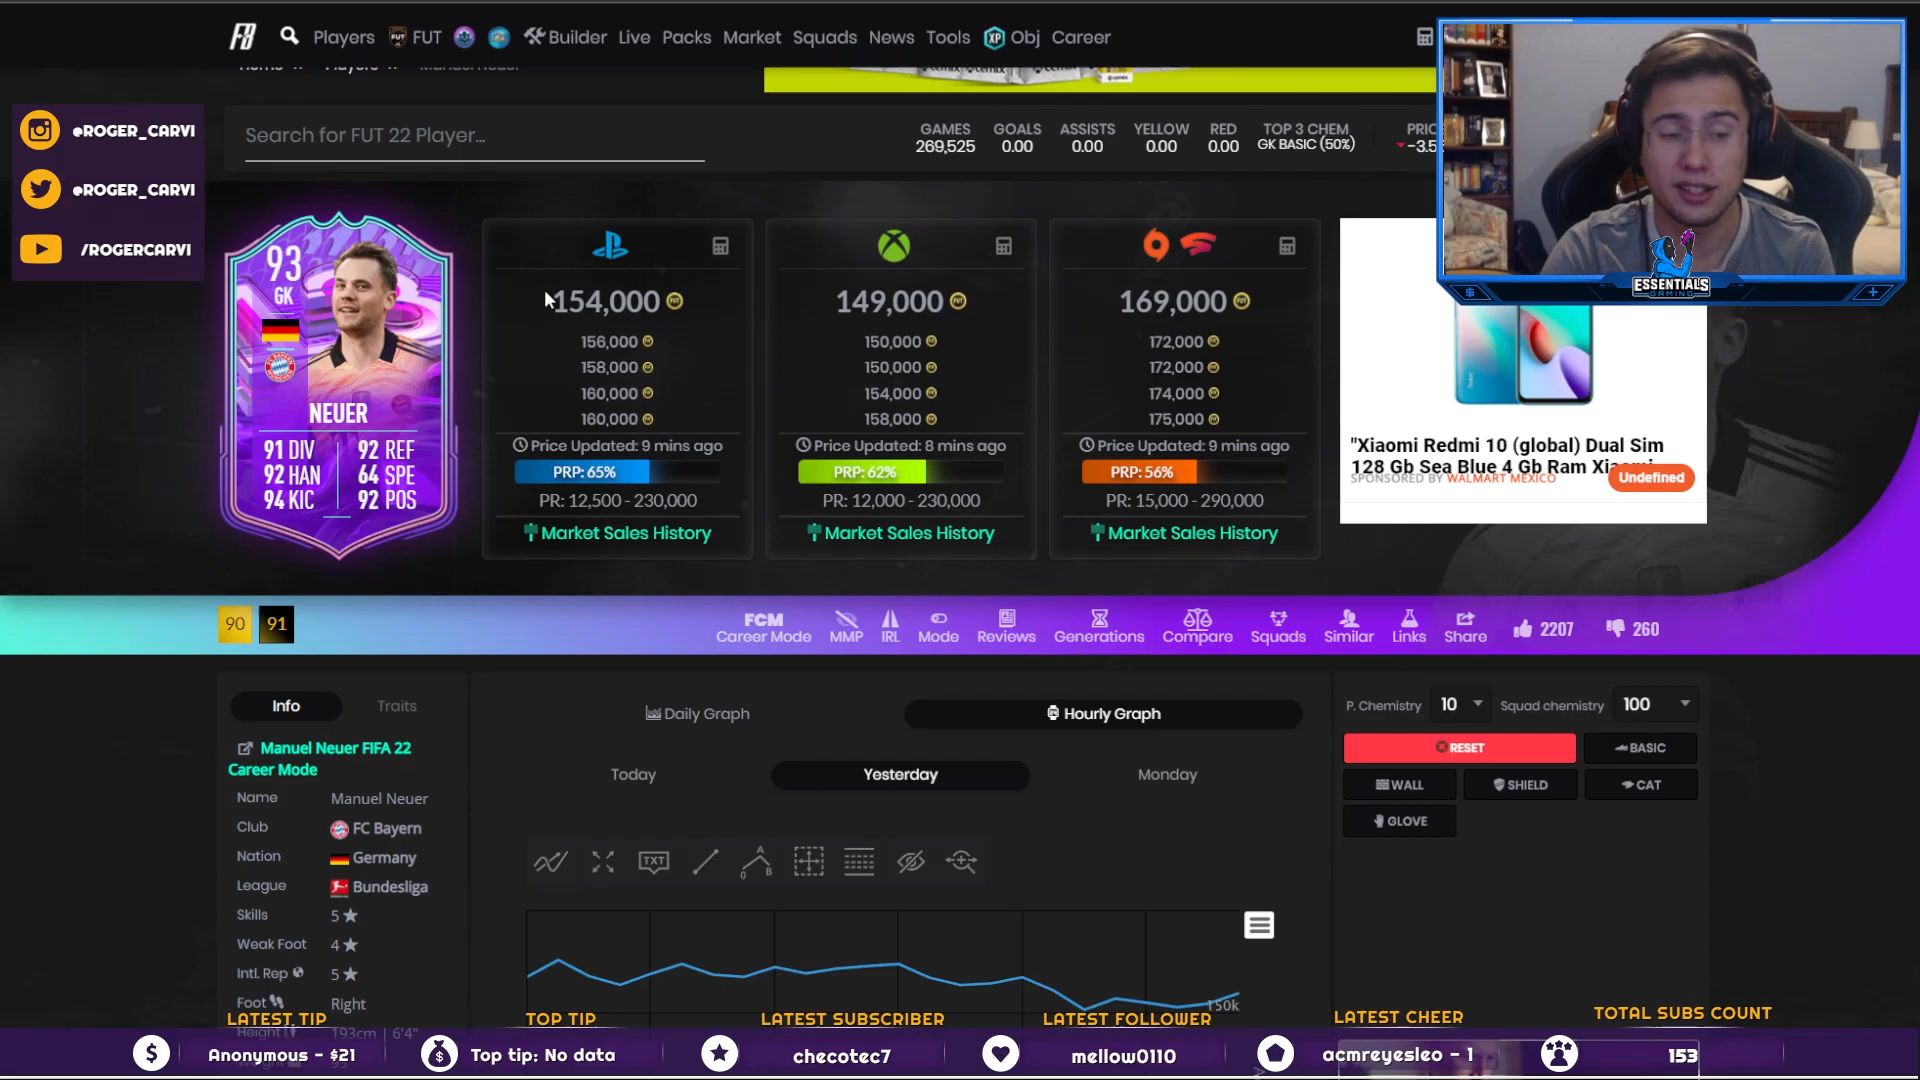 FB Players FUT Builder Live Packs Market Squads News Tools XP Obj Career
@ROGER_CARVI
@ROGER_CARVI
/ROGERCARVI
Search for FUT 22 Player...
GAMES GOALS ASSISTS YELLOW RED TOP 3 CHEM
269,525 0.00 0.00 0.00 0.00 GK BASIC (50%)
-3.5
ESSENTIALS
GAMING
93
GK
NEUER
91 DIV 92 REF
92 HAN 64 SPE
94 KIC 92 POS
154,000
156,000
158,000
160,000
160,000
Price Updated: 9 mins ago
PRP: 65%
PR: 12,500 - 230,000
Market Sales History
149,000
150,000
150,000
154,000
158,000
Price Updated: 8 mins ago
PRP: 62%
PR: 12,000 - 230,000
Market Sales History
169,000
172,000
172,000
174,000
175,000
Price Updated: 9 mins ago
PRP: 56%
PR: 15,000 - 290,000
Market Sales History
"Xiaomi Redmi 10 (global) Dual Sim
128 Gb Sea Blue 4 Gb Ram
SPONSORED BY WALMART MEXICO
Undefined
90 91
FCM
Career Mode MMP IRL Mode Reviews Generations Compare Squads Similar Links Share 2207 260
Info Traits
Manuel Neuer FIFA 22
Career Mode
Name Manuel Neuer
Club FC Bayern
Nation Germany
League Bundesliga
Skills 5
Weak Foot 4
Intl. Rep 5
Foot Right
Height 193cm | 6'4"
Daily Graph Hourly Graph
Today Yesterday Monday
TXT
A
0 B
150k
P. Chemistry 10 Squad chemistry 100
RESET BASIC
WALL SHIELD CAT
GLOVE
LATEST TIP TOP TIP LATEST SUBSCRIBER LATEST FOLLOWER LATEST CHEER TOTAL SUBS COUNT
Anonymous - $21 Top tip: No data checotec7 mellow0110 acmreyesleo - 1 153